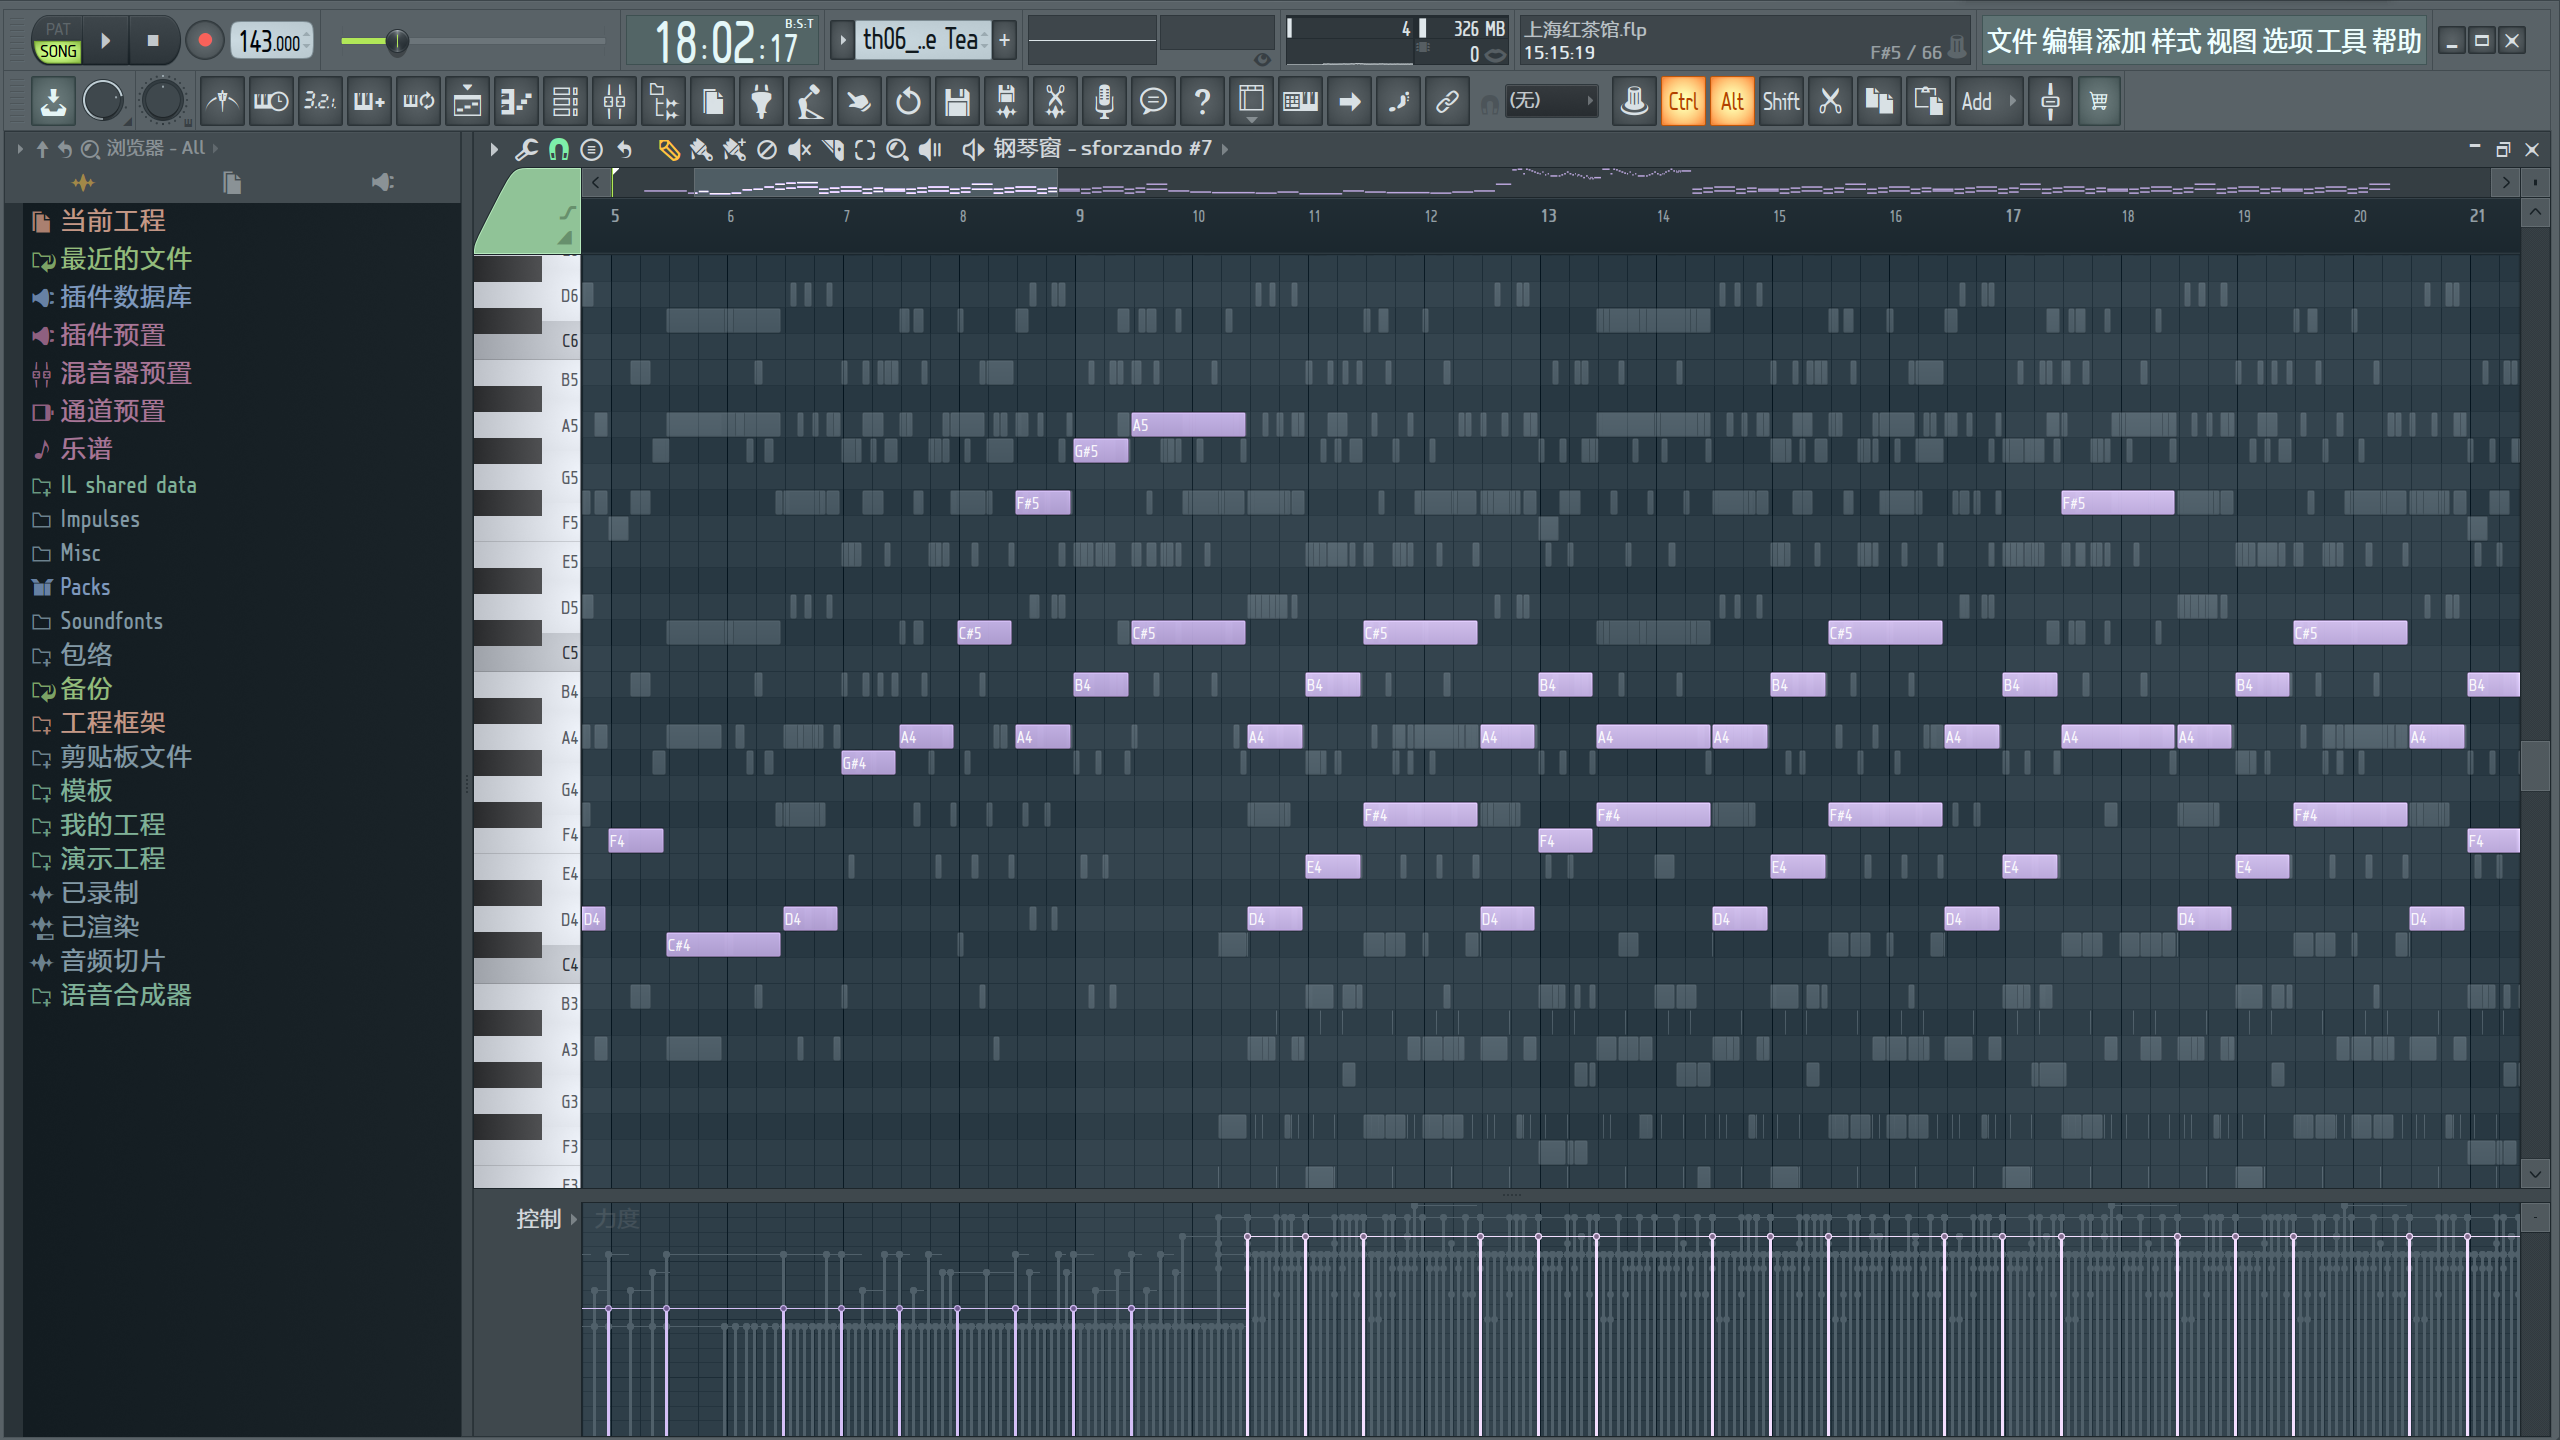 PAT
SONG
143.000
18:02:17
B:S:T
th06_..e Tea
+
4
326 MB
0
上海红茶馆.flp
15:15:19
F#5 / 66
文件 编辑 添加 样式 视图 选项 工具 帮助
3.2.
?
(无)
Ctrl
Alt
Shift
Add
浏览器 - All
当前工程
最近的文件
插件数据库
插件预置
混音器预置
通道预置
乐谱
IL shared data
Impulses
Misc
Packs
Soundfonts
包络
备份
工程框架
剪贴板文件
模板
我的工程
演示工程
已录制
已渲染
音频切片
语音合成器
钢琴窗 - sforzando #7
5 6 7 8 9 10 11 12 13 14 15 16 17 18 19 20 21
D6
C6
B5
A5 A5
G#5
G5
F#5 F#5
F5
E5
D5
C#5 C#5 C#5 C#5 C#5
C5
B4 B4 B4 B4 B4 B4 B4 B4
A4 A4 A4 A4 A4 A4 A4 A4 A4 A4 A4
G#4
G4
F#4 F#4 F#4 F#4
F4 F4 F4 F4
E4 E4 E4 E4 E4
D4 D4 D4 D4 D4 D4 D4 D4 D4
C#4
C4
B3
A3
G3
F3
E3
控制
力度